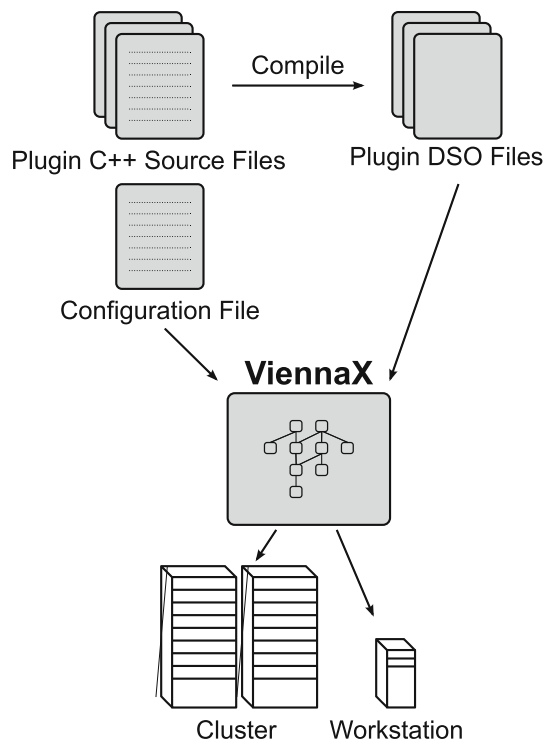 Compile
Plugin C++ Source Files
Plugin DSO Files
Configuration File
ViennaX
Cluster
Workstation